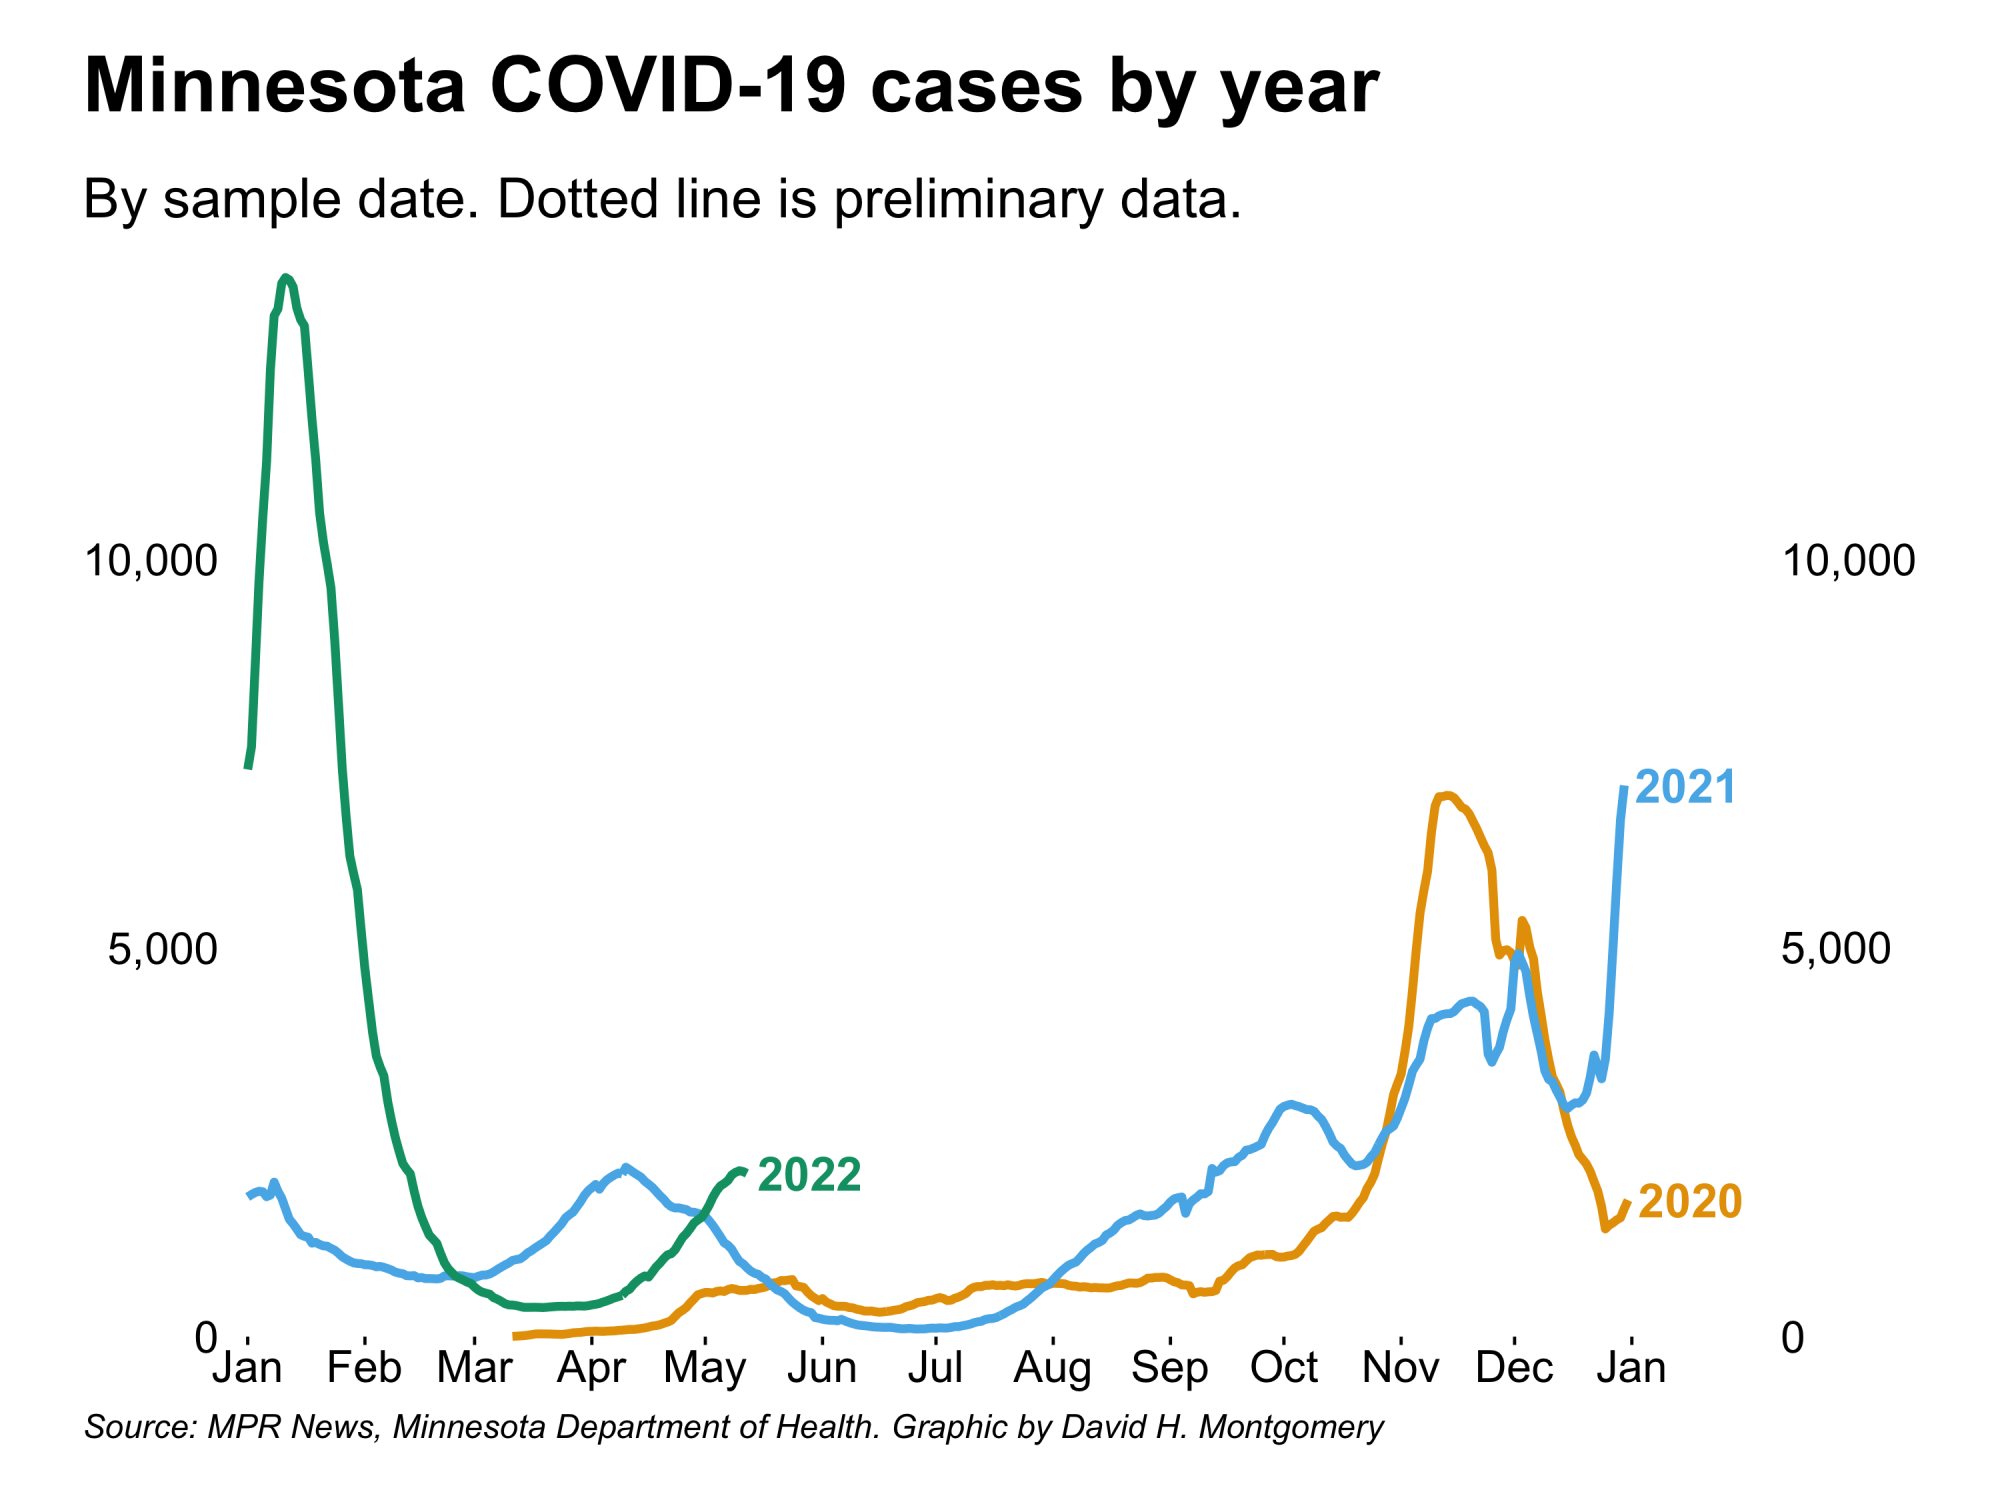 Minnesota COVID-19 cases by year
By sample date. Dotted line is preliminary data.
10,000
10,000
2021
5,000
5,000
2022
2020
0
0
Jan Feb Mar Apr May Jun Jul Aug Sep Oct Nov Dec Jan
Source: MPR News, Minnesota Department of Health. Graphic by David H. Montgomery